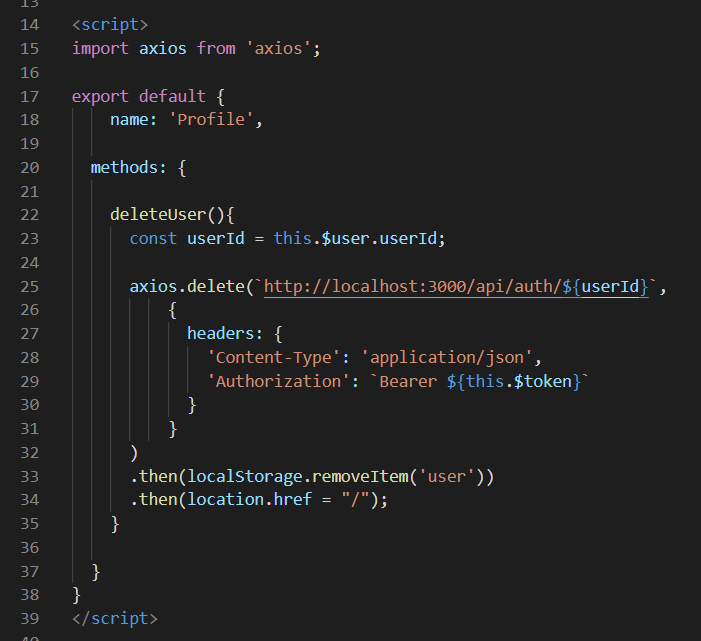 13
14 <script>
15 import axios from 'axios';
16
17 export default {
18     name: 'Profile',
19
20   methods: {
21
22     deleteUser(){
23       const userId = this.$user.userId;
24
25       axios.delete(`http://localhost:3000/api/auth/${userId}`,
26           {
27             headers: {
28               'Content-Type': 'application/json',
29               'Authorization': `Bearer ${this.$token}`
30             }
31           }
32       )
33       .then(localStorage.removeItem('user'))
34       .then(location.href = "/");
35     }
36
37   }
38 }
39 </script>
40